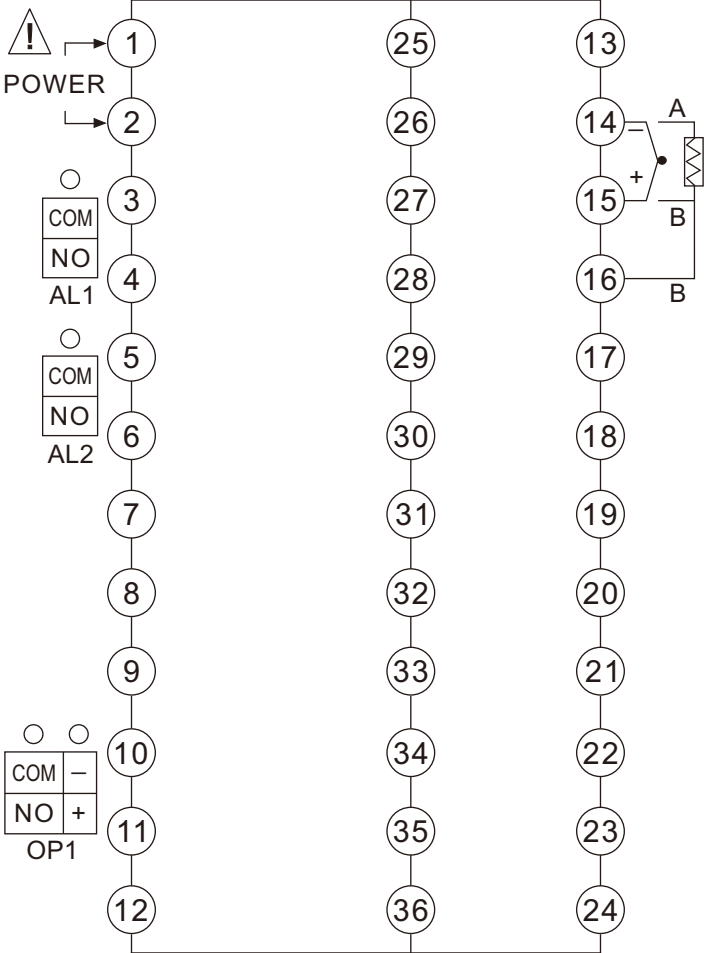 !
1 25 13
POWER
2 26 14 A
−
+
3 27 15
COM
B
NO
4 28 16
AL1
B
5 29 17
COM
NO
6 30 18
AL2
7 31 19
8 32 20
9 33 21
10 34 22
COM −
NO +
11 35 23
OP1
12 36 24